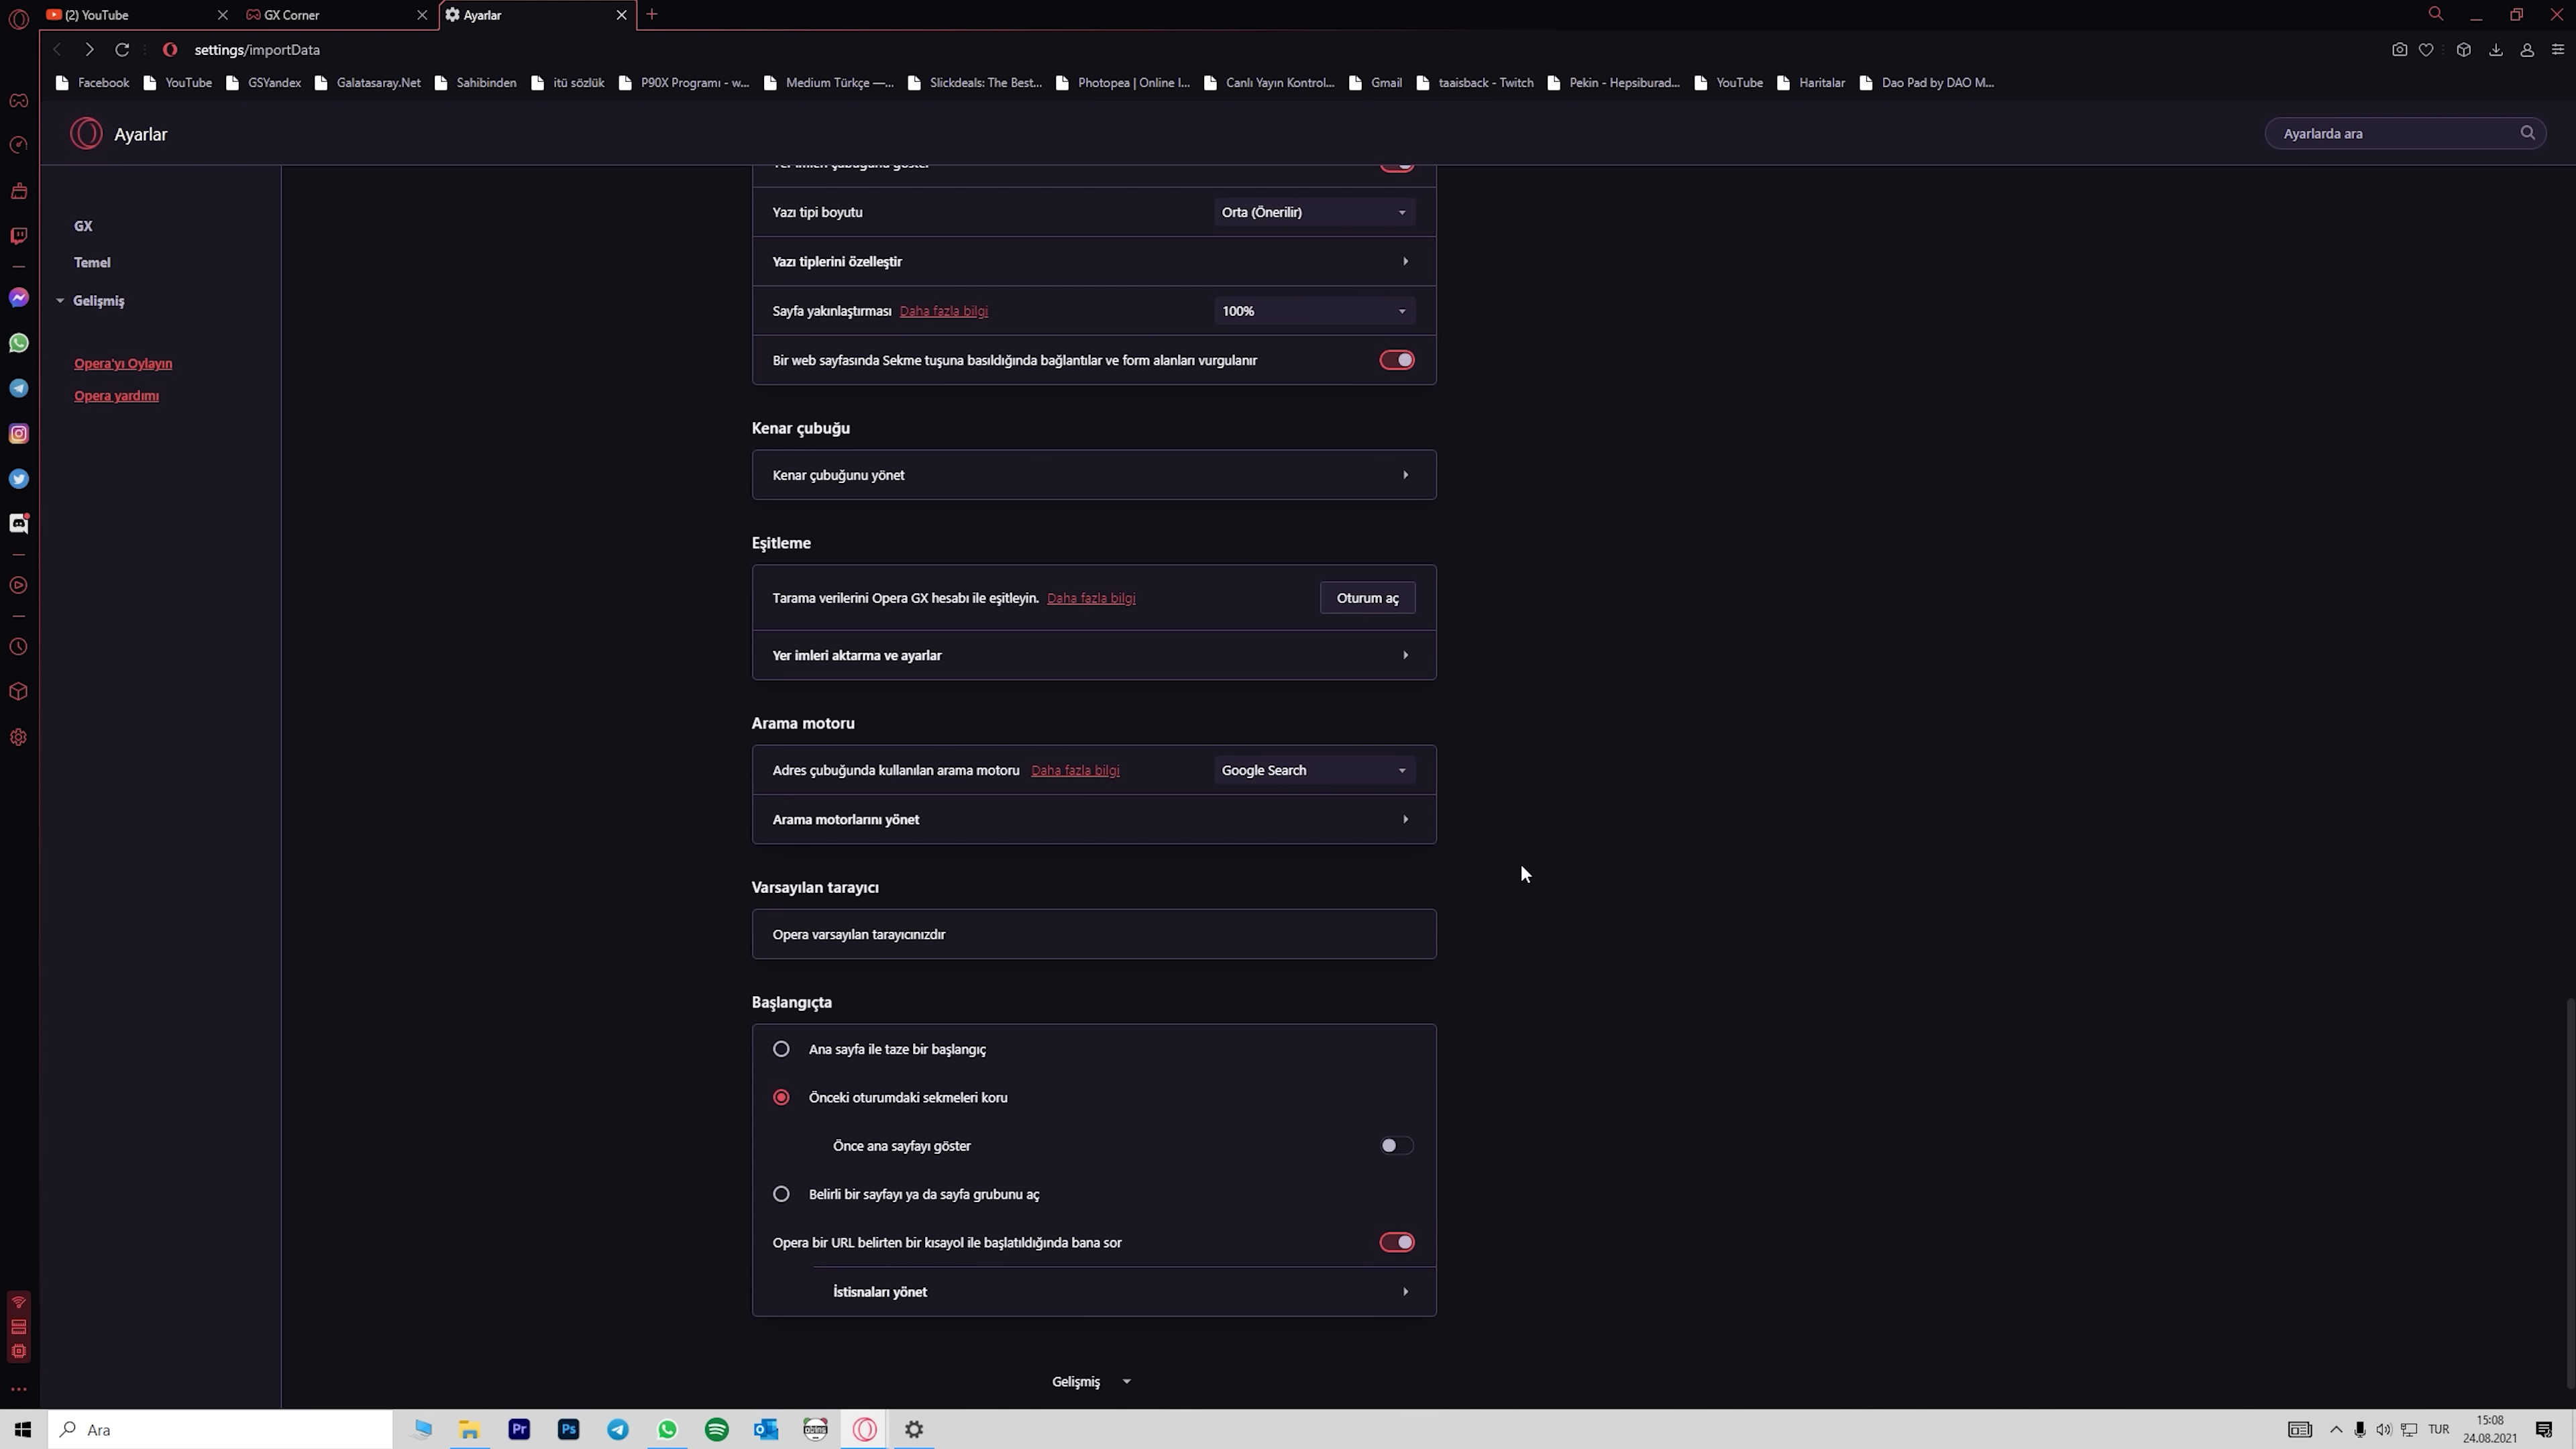 (2) YouTube
GX Corner
Ayarlar
settings/importData
Facebook
YouTube
GSYandex
Galatasaray.Net
Sahibinden
itü sözlük
P90X Programı - w...
Medium Türkçe —...
Slickdeals: The Best...
Photopea | Online I...
Canlı Yayın Kontrol...
Gmail
taaisback - Twitch
Pekin - Hepsiburad...
YouTube
Haritalar
Dao Pad by DAO M...
Ayarlar
Ayarlarda ara
GX
Temel
Gelişmiş
Opera'yı Oylayın
Opera yardımı
Yer imleri çubuğunu göster
Yazı tipi boyutu
Orta (Önerilir)
Yazı tiplerini özelleştir
Sayfa yakınlaştırması Daha fazla bilgi
100%
Bir web sayfasında Sekme tuşuna basıldığında bağlantılar ve form alanları vurgulanır
Kenar çubuğu
Kenar çubuğunu yönet
Eşitleme
Tarama verilerini Opera GX hesabı ile eşitleyin. Daha fazla bilgi
Oturum aç
Yer imleri aktarma ve ayarlar
Arama motoru
Adres çubuğunda kullanılan arama motoru Daha fazla bilgi
Google Search
Arama motorlarını yönet
Varsayılan tarayıcı
Opera varsayılan tarayıcınızdır
Başlangıçta
Ana sayfa ile taze bir başlangıç
Önceki oturumdaki sekmeleri koru
Önce ana sayfayı göster
Belirli bir sayfayı ya da sayfa grubunu aç
Opera bir URL belirten bir kısayol ile başlatıldığında bana sor
İstisnaları yönet
Gelişmiş
Ara
Pr
Ps
TUR
15:08
24.08.2021